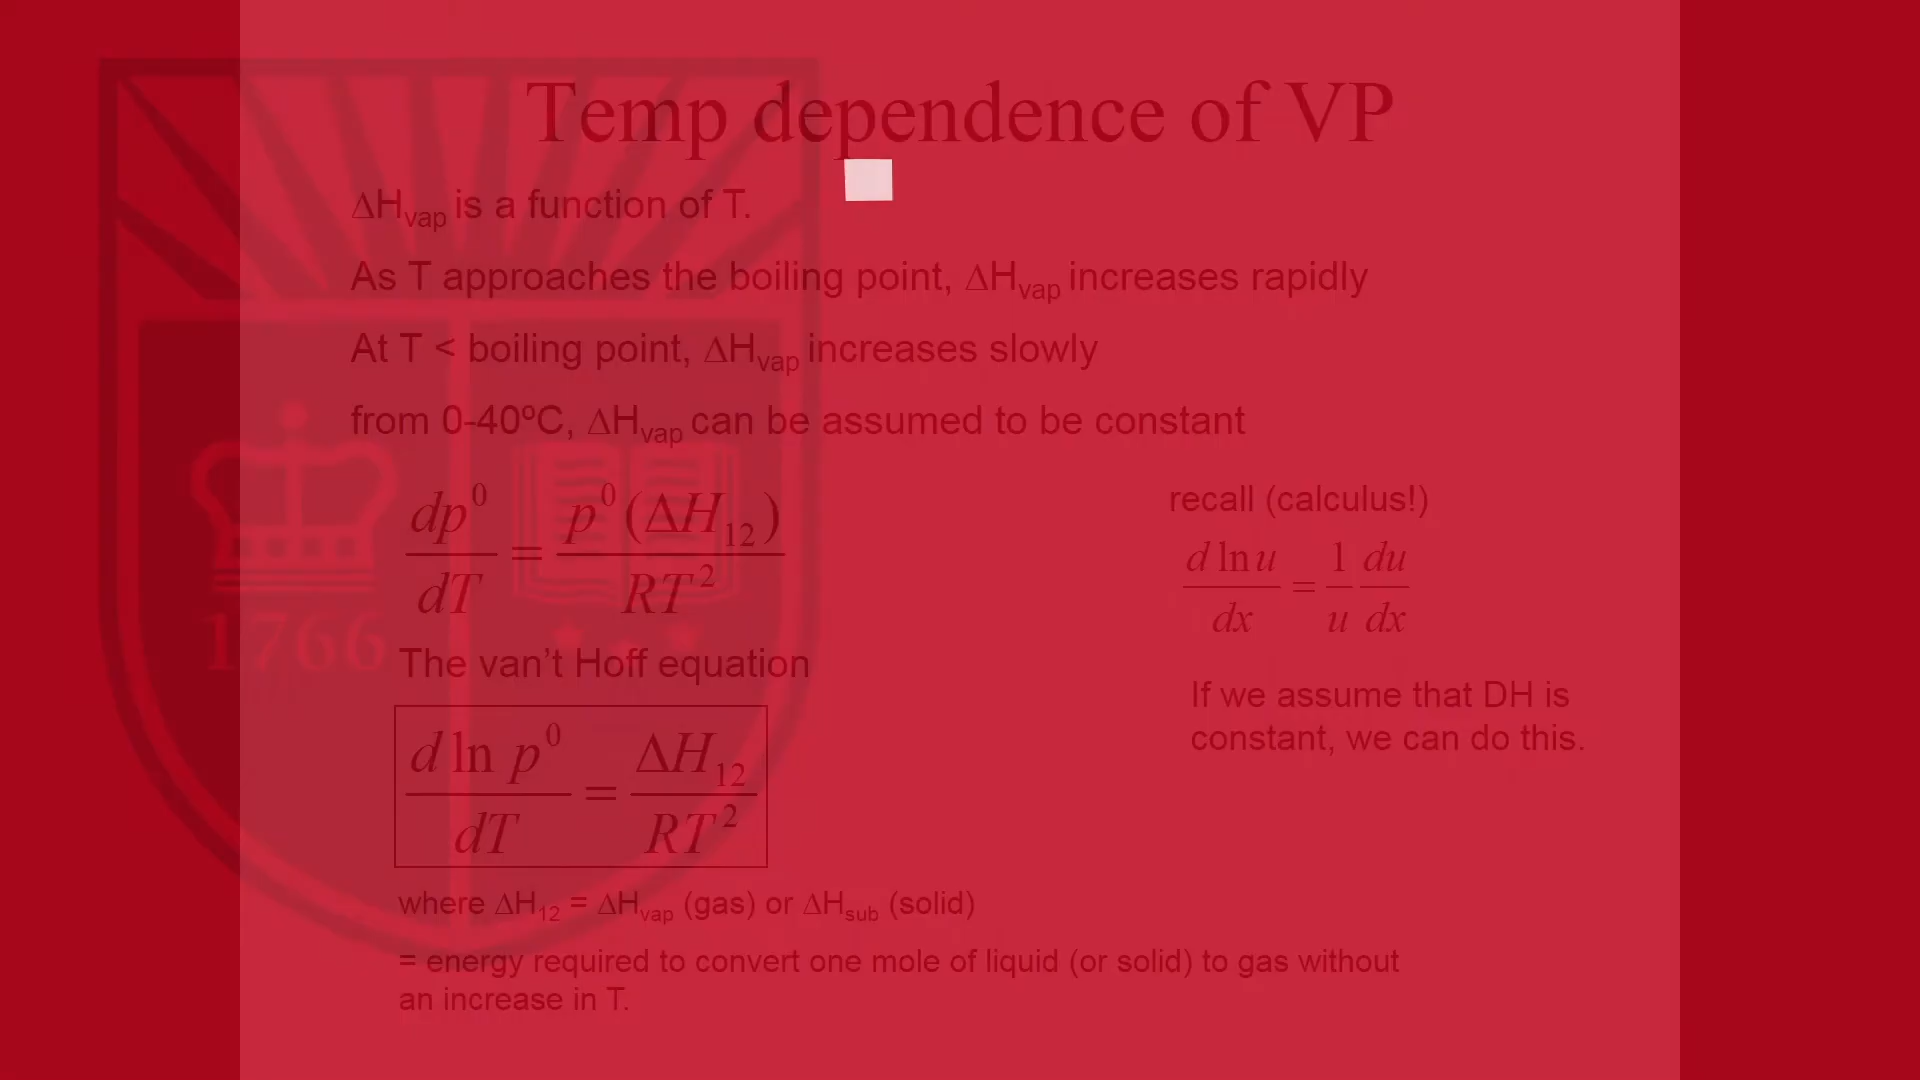 Temp dependence of VP
ΔHvap is a function of T.
As T approaches the boiling point, ΔHvap increases rapidly
At T < boiling point, ΔHvap increases slowly
from 0-40ºC, ΔHvap can be assumed to be constant
dp⁰/dT = p⁰(ΔH₁₂)/RT²
recall (calculus!)
d ln u/dx = 1/u du/dx
1766
The van’t Hoff equation
If we assume that DH is
constant, we can do this.
d ln p⁰/dT = ΔH₁₂/RT²
where ΔH₁₂ = ΔHvap (gas) or ΔHsub (solid)
= energy required to convert one mole of liquid (or solid) to gas without
an increase in T.